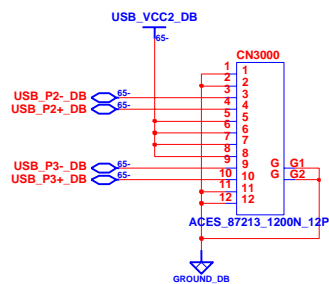 USB_VCC2_DB
65-
CN3000
1 1
2 2
3 3
USB_P2-_DB 65- 4 4
USB_P2+_DB 65- 5 5
6 6
7 7
8 8
USB_P3-_DB 65- 9 9 G G1
USB_P3+_DB 65- 10 10 G G2
11 11
12 12
ACES_87213_1200N_12P
GROUND_DB